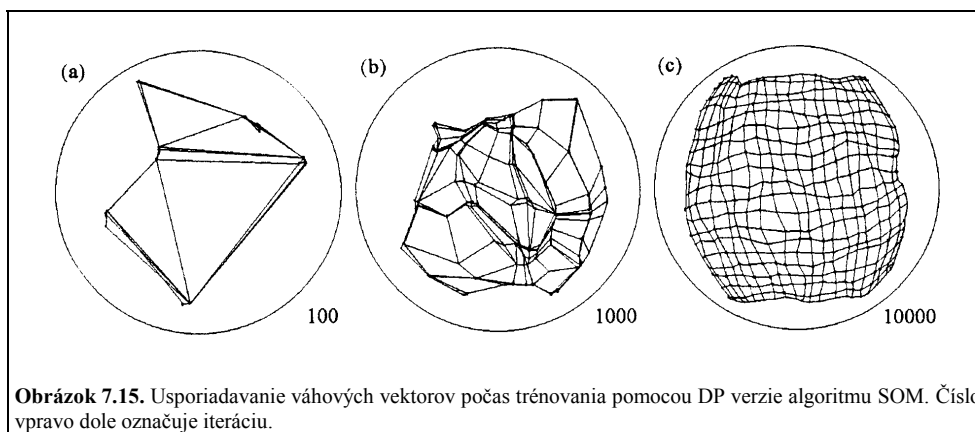 (a)
(b)
(c)
100
1000
10000
Obrázok 7.15. Usporiadavanie váhových vektorov počas trénovania pomocou DP verzie algoritmu SOM. Číslo
vpravo dole označuje iteráciu.